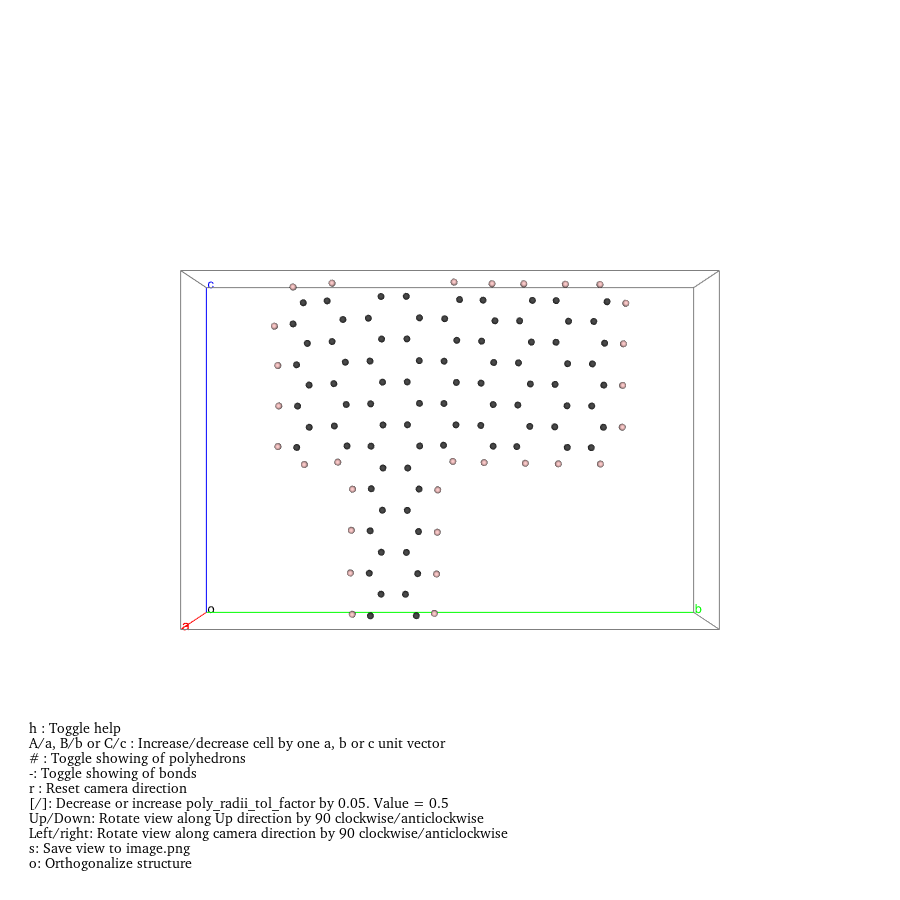 c
o
b
a
h : Toggle help
A/a, B/b or C/c : Increase/decrease cell by one a, b or c unit vector
# : Toggle showing of polyhedrons
-: Toggle showing of bonds
r : Reset camera direction
[/]: Decrease or increase poly_radii_tol_factor by 0.05. Value = 0.5
Up/Down: Rotate view along Up direction by 90 clockwise/anticlockwise
Left/right: Rotate view along camera direction by 90 clockwise/anticlockwise
s: Save view to image.png
o: Orthogonalize structure